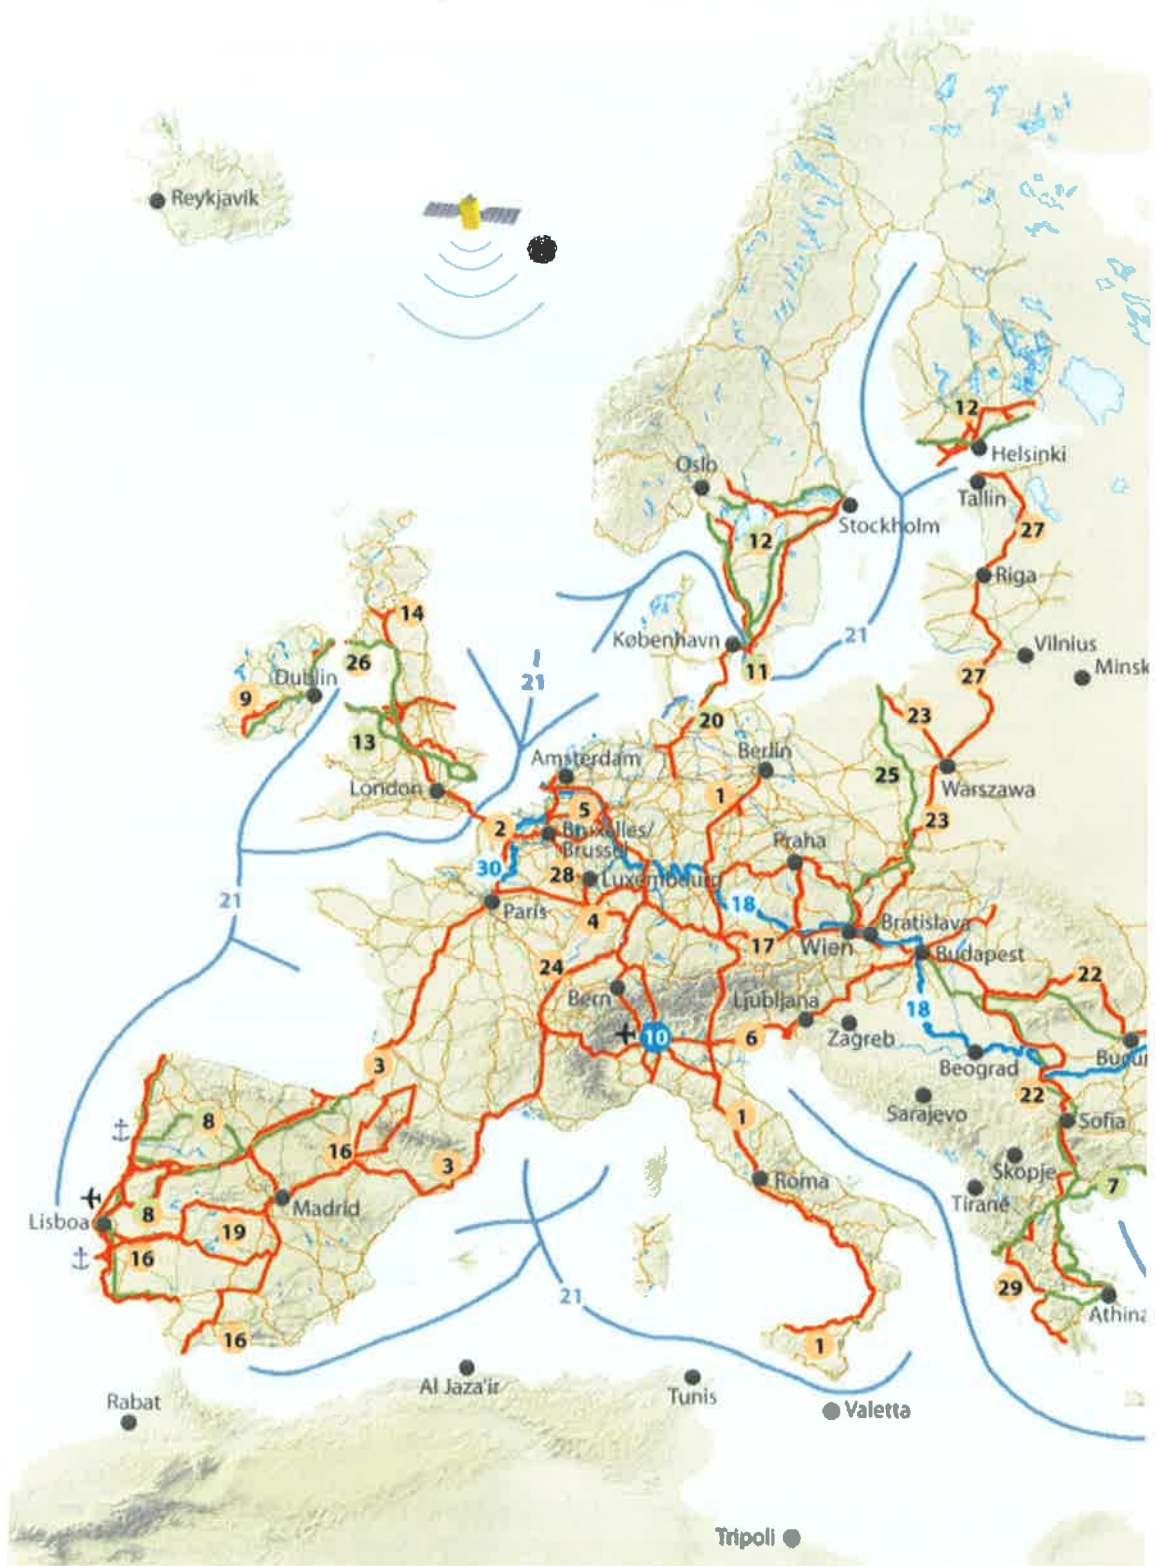 Reykjavik
12
Helsinki
Oslo
Tallin
Stockholm
27
12
Riga
14
København
21
Vilnius
26
11
Minsk
Dublin
27
9
21
23
20
13
Amsterdam
Berlin
25
London
1
Warszawa
5
2
Bruxelles/
Brussel
23
Praha
30
28
Luxembourg
21
Paris
18
4
Bratislava
17
Wien
Budapest
24
22
Bern
Ljubljana
18
10
6
Zagreb
3
Beograd
22
Sarajevo
8
1
Sofia
16
3
Skopje
Roma
7
Tirane
Madrid
8
Lisboa
19
16
29
21
Athina
16
1
Al Jaza'ir
Tunis
Rabat
Valetta
Tripoli